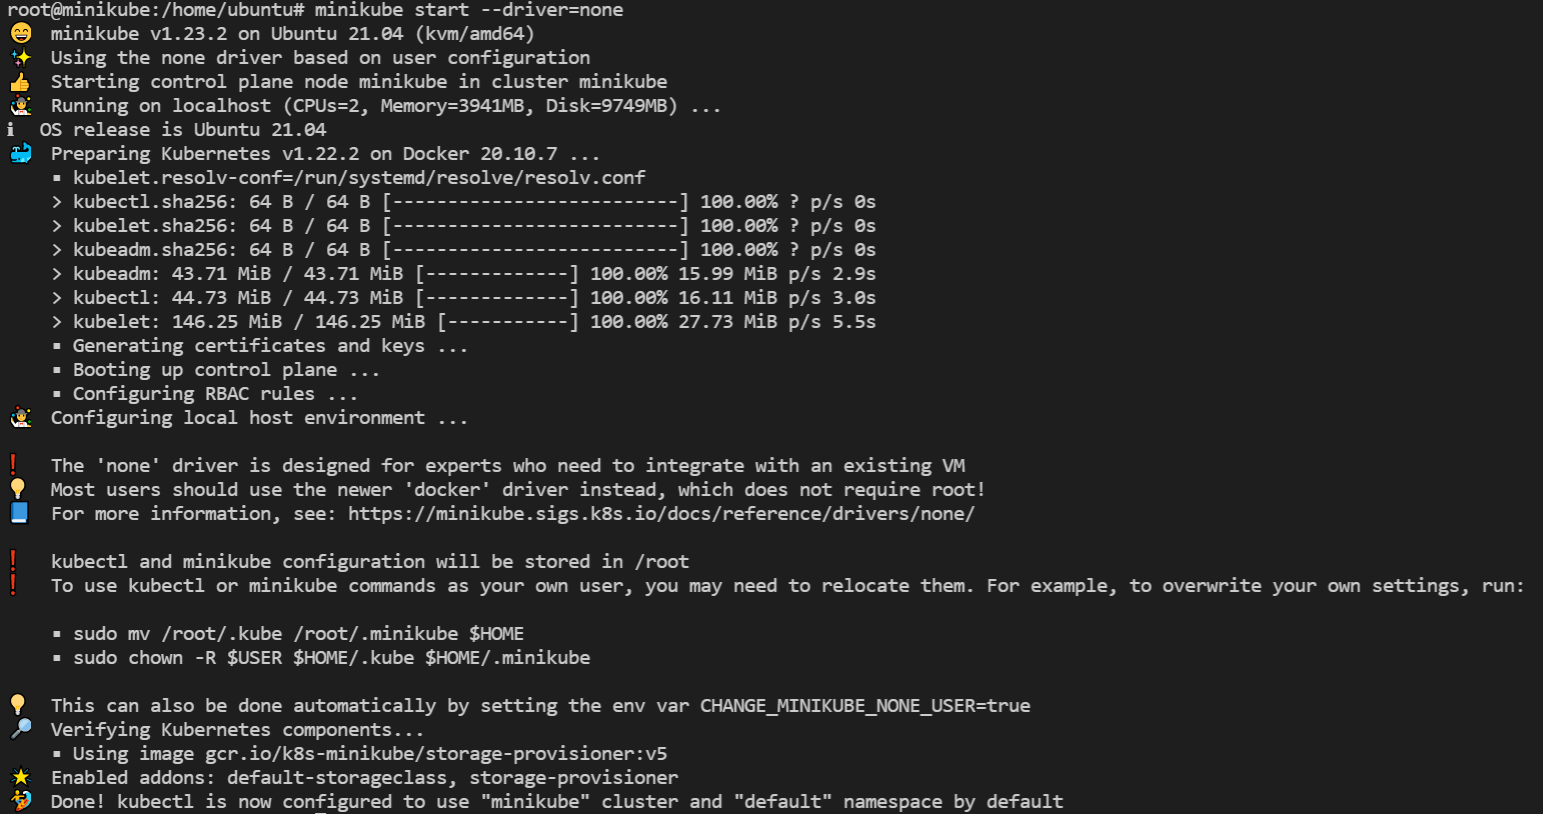 root@minikube:/home/ubuntu# minikube start --driver=none
😄 minikube v1.23.2 on Ubuntu 21.04 (kvm/amd64)
✨ Using the none driver based on user configuration
👍 Starting control plane node minikube in cluster minikube
🤹 Running on localhost (CPUs=2, Memory=3941MB, Disk=9749MB) ...
ℹ OS release is Ubuntu 21.04
🐳 Preparing Kubernetes v1.22.2 on Docker 20.10.7 ...
▪ kubelet.resolv-conf=/run/systemd/resolve/resolv.conf
> kubectl.sha256: 64 B / 64 B [--------------------------] 100.00% ? p/s 0s
> kubelet.sha256: 64 B / 64 B [--------------------------] 100.00% ? p/s 0s
> kubeadm.sha256: 64 B / 64 B [--------------------------] 100.00% ? p/s 0s
> kubeadm: 43.71 MiB / 43.71 MiB [-------------] 100.00% 15.99 MiB p/s 2.9s
> kubectl: 44.73 MiB / 44.73 MiB [-------------] 100.00% 16.11 MiB p/s 3.0s
> kubelet: 146.25 MiB / 146.25 MiB [-----------] 100.00% 27.73 MiB p/s 5.5s
▪ Generating certificates and keys ...
▪ Booting up control plane ...
▪ Configuring RBAC rules ...
🤹 Configuring local host environment ...
❗ The 'none' driver is designed for experts who need to integrate with an existing VM
💡 Most users should use the newer 'docker' driver instead, which does not require root!
📘 For more information, see: https://minikube.sigs.k8s.io/docs/reference/drivers/none/
❗ kubectl and minikube configuration will be stored in /root
❗ To use kubectl or minikube commands as your own user, you may need to relocate them. For example, to overwrite your own settings, run:
▪ sudo mv /root/.kube /root/.minikube $HOME
▪ sudo chown -R $USER $HOME/.kube $HOME/.minikube
💡 This can also be done automatically by setting the env var CHANGE_MINIKUBE_NONE_USER=true
🔎 Verifying Kubernetes components...
▪ Using image gcr.io/k8s-minikube/storage-provisioner:v5
🌟 Enabled addons: default-storageclass, storage-provisioner
🏄 Done! kubectl is now configured to use "minikube" cluster and "default" namespace by default